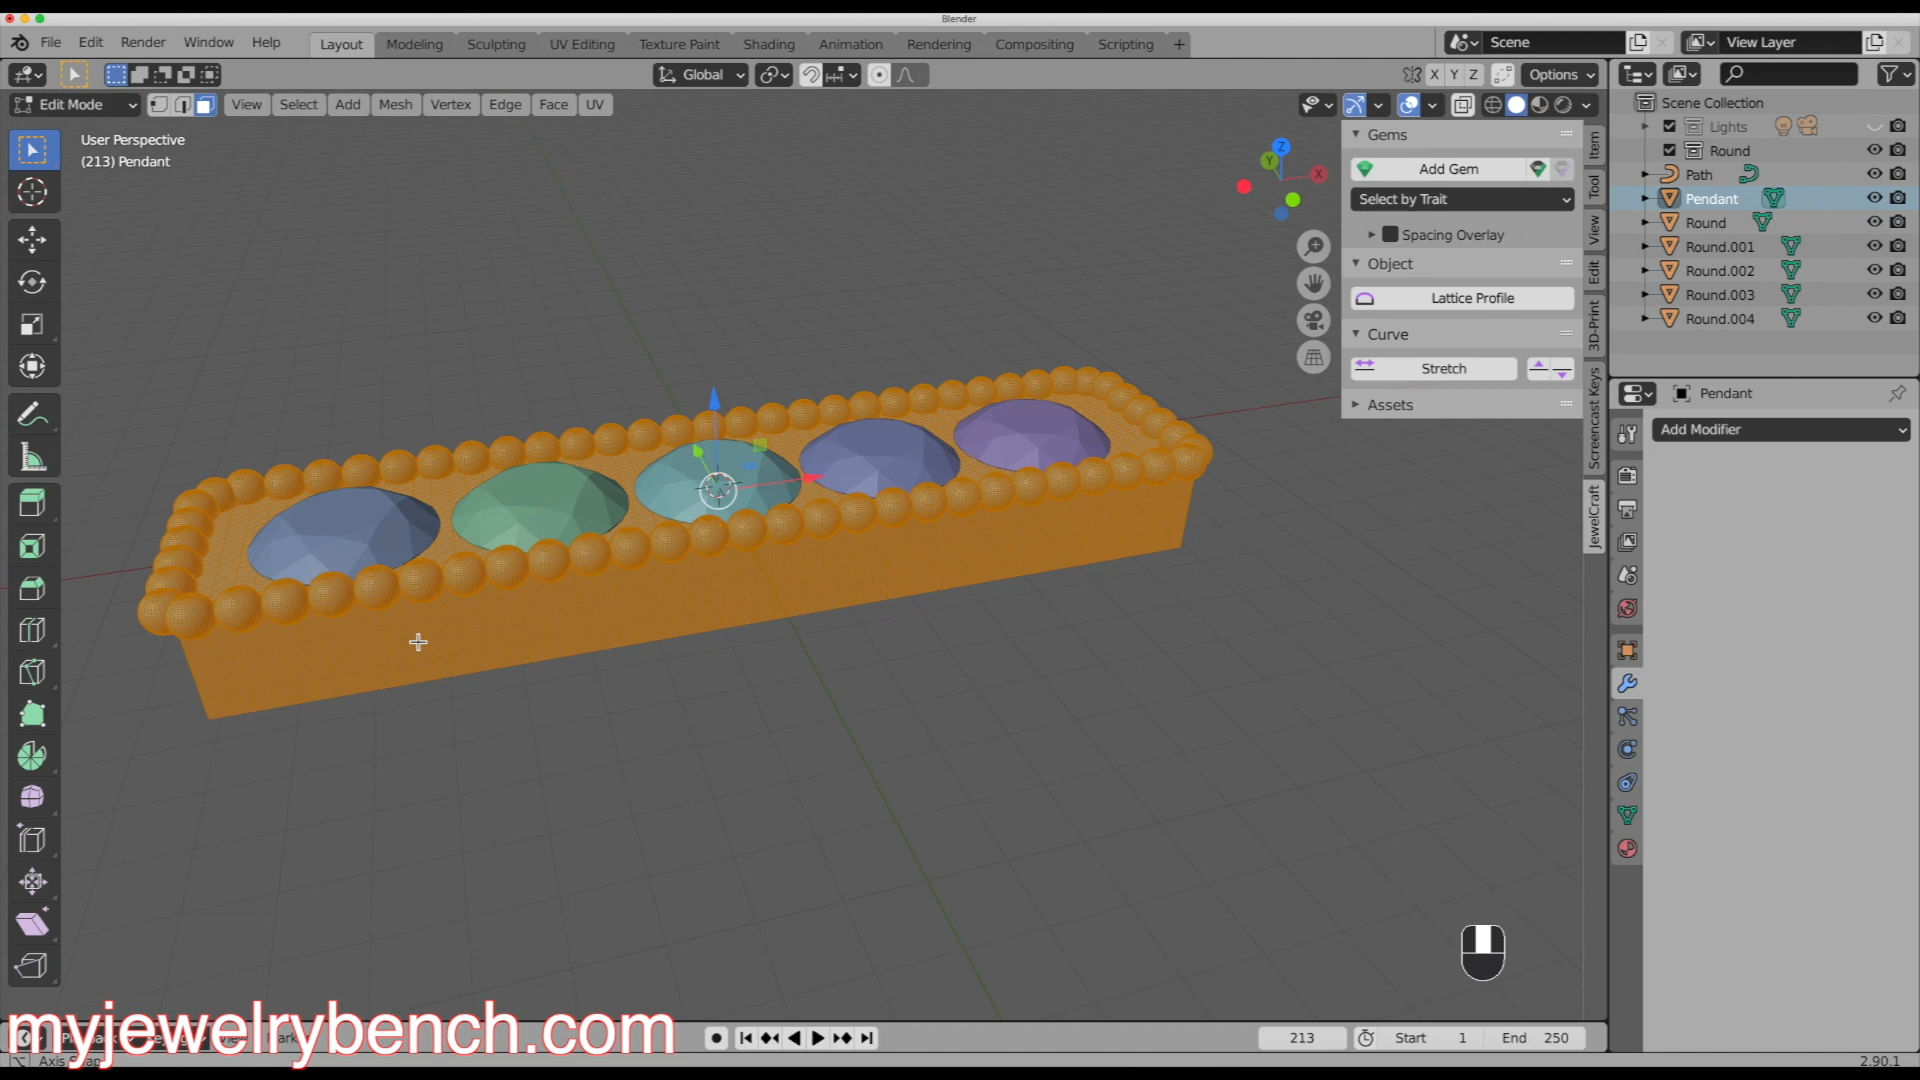 Blender
File Edit Render Window Help Layout Modeling Sculpting UV Editing Texture Paint Shading Animation Rendering Compositing Scripting + Scene View Layer
Global X Y Z Options
Edit Mode View Select Add Mesh Vertex Edge Face UV
User Perspective
(213) Pendant
Z
Y
X
Gems
Add Gem
Select by Trait
Spacing Overlay
Object
Lattice Profile
Curve
Stretch
Assets
Item
Tool
View
Edit
3D-Print
Screencast Keys
JewelCraft
Scene Collection
Lights
Round
Path
Pendant
Round
Round.001
Round.002
Round.003
Round.004
Pendant
Add Modifier
myjewelrybench.com
213 Start 1 End 250
2.90.1